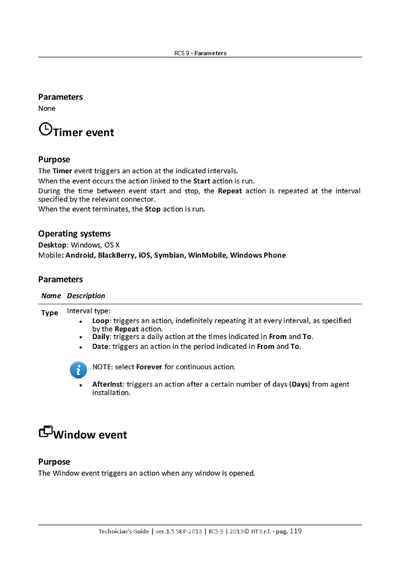 RCS 9 - Parameters
Parameters
None
Timer event
Purpose
The Timer event triggers an action at the indicated intervals.
When the event occurs the action linked to the Start action is run.
During the time between event start and stop, the Repeat action is repeated at the interval
specified by the relevant connector.
When the event terminates, the Stop action is run.
Operating systems
Desktop: Windows, OS X
Mobile: Android, BlackBerry, iOS, Symbian, WinMobile, Windows Phone
Parameters
Name Description
Type Interval type:
• Loop: triggers an action, indefinitely repeating it at every interval, as specified
by the Repeat action.
• Daily: triggers a daily action at the times indicated in From and To.
• Date: triggers an action in the period indicated in From and To.
NOTE: select Forever for continuous action.
• AfterInst: triggers an action after a certain number of days (Days) from agent
installation.
Window event
Purpose
The Window event triggers an action when any window is opened.
Technician's Guide | ver.1.5 SEP-2013 | RCS 9 | 2013© HT S.r.l. - pag. 119